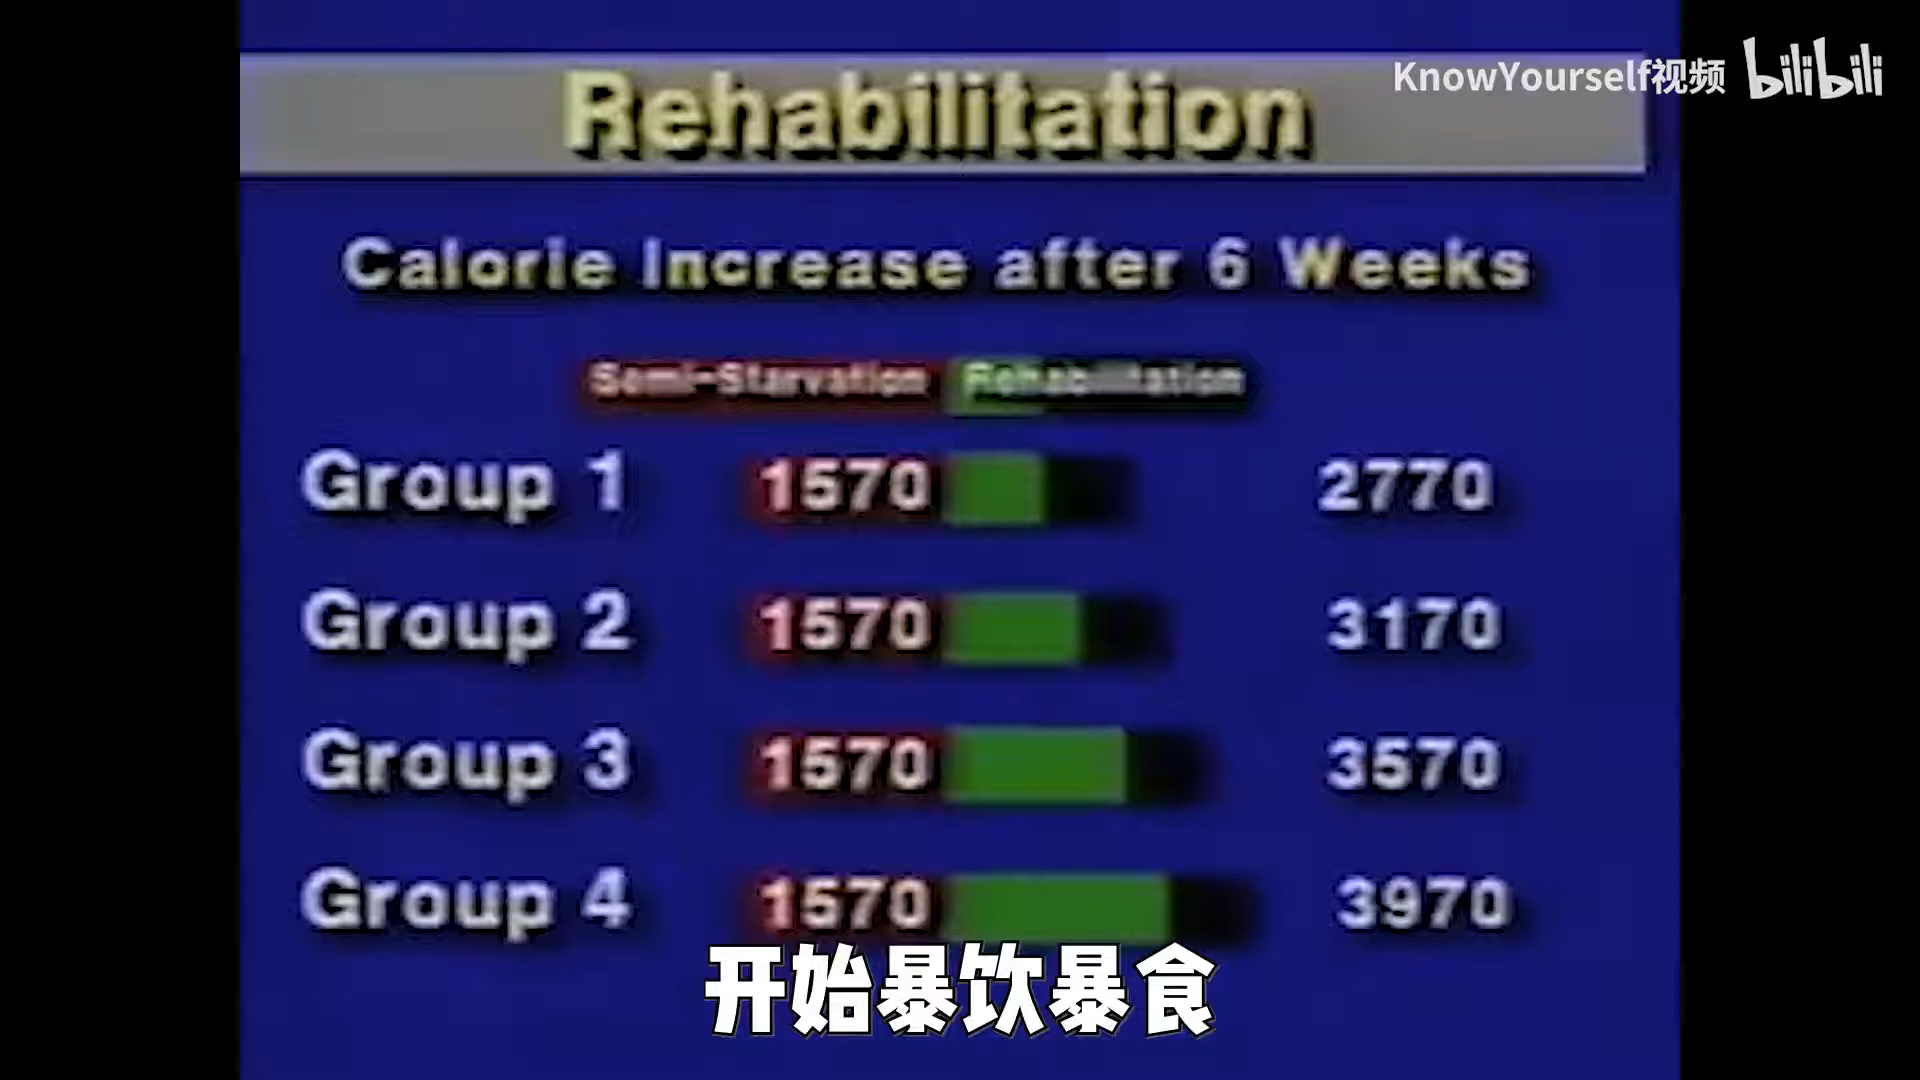 KnowYourself视频 bilibili
Rehabilitation
Calorie Increase after 6 Weeks
Semi-Starvation Rehabilitation
Group 1 1570 2770
Group 2 1570 3170
Group 3 1570 3570
Group 4 1570 3970
开始暴饮暴食